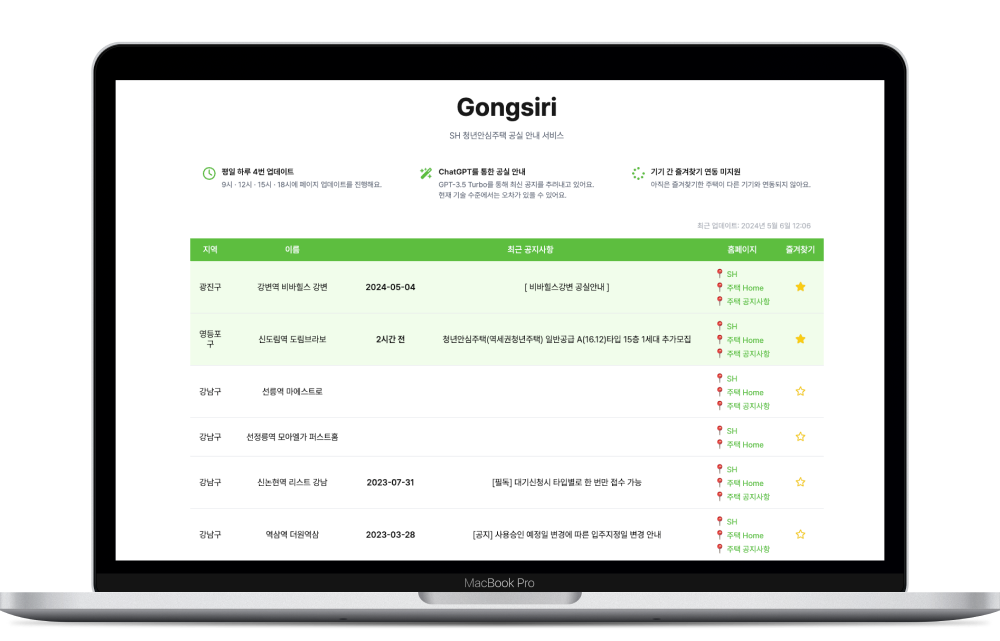 Gongsiri
SH 청년안심주택 공실 안내 서비스
평일 하루 4번 업데이트
9시 · 12시 · 15시 · 18시에 페이지 업데이트를 진행해요.
ChatGPT를 통한 공실 안내
GPT-3.5 Turbo를 통해 최신 공지를 추려내고 있어요.
현재 기술 수준에서는 오차가 있을 수 있어요.
기기 간 즐겨찾기 연동 미지원
아직은 즐겨찾기한 주택이 다른 기기와 연동되지 않아요.
최근 업데이트: 2024년 5월 6일 12:06
지역 이름 최근 공지사항 홈페이지 즐겨찾기
광진구 강변역 비바힐스 강변 2024-05-04 [ 비바힐스강변 공실안내 ]
SH
주택 Home
주택 공지사항
영등포
구
신도림역 도림브라보 2시간 전 청년안심주택(역세권청년주택) 일반공급 A(16.12)타입 15층 1세대 추가모집
SH
주택 Home
주택 공지사항
강남구 선릉역 마에스트로
SH
주택 Home
주택 공지사항
강남구 선정릉역 모아엘가 퍼스트홈
SH
주택 Home
강남구 신논현역 리스트 강남 2023-07-31 [필독] 대기신청시 타입별로 한 번만 접수 가능
SH
주택 Home
주택 공지사항
강남구 역삼역 더원역삼 2023-03-28 [공지] 사용승인 예정일 변경에 따른 입주지정일 변경 안내
SH
주택 Home
주택 공지사항
MacBook Pro